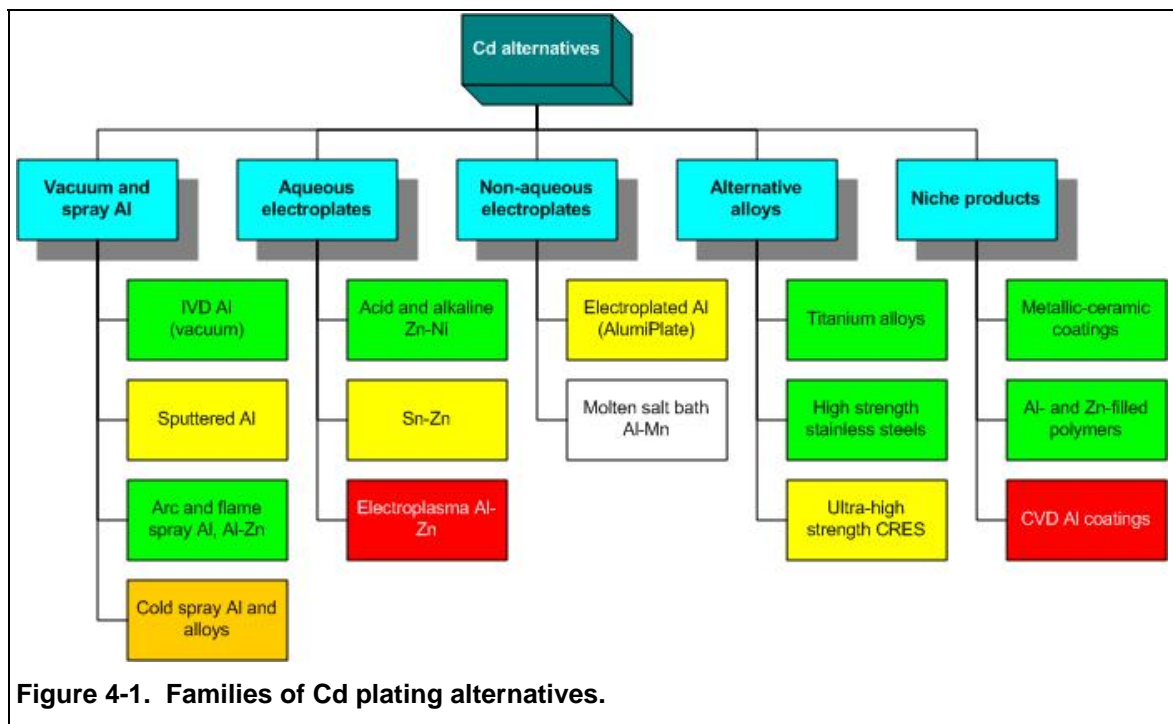 Cd alternatives
Vacuum and
spray Al
Aqueous
electroplates
Non-aqueous
electroplates
Alternative
alloys
Niche products
IVD Al
(vacuum)
Acid and alkaline
Zn-Ni
Electroplated Al
(AlumiPlate)
Titanium alloys
Metallic-ceramic
coatings
Sputtered Al
Sn-Zn
Molten salt bath
Al-Mn
High strength
stainless steels
Al- and Zn-filled
polymers
Arc and flame
spray Al, Al-Zn
Electroplasma Al-
Zn
Ultra-high
strength CRES
CVD Al coatings
Cold spray Al and
alloys
Figure 4-1. Families of Cd plating alternatives.